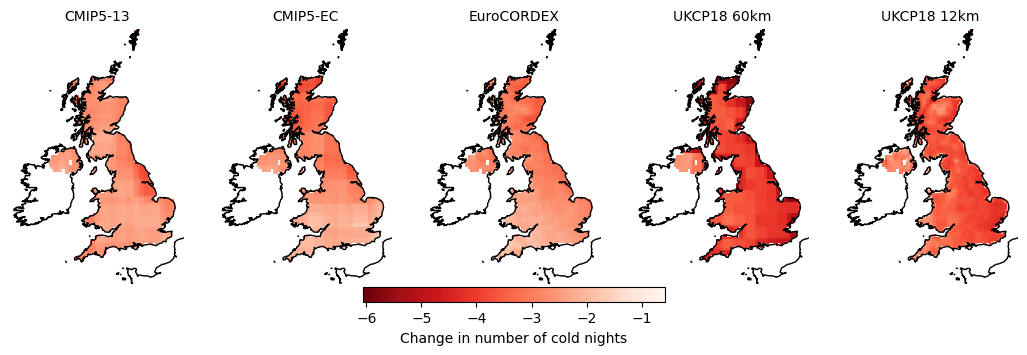 CMIP5-13 CMIP5-EC EuroCORDEX UKCP18 60km UKCP18 12km
−6 −5 −4 −3 −2 −1
Change in number of cold nights